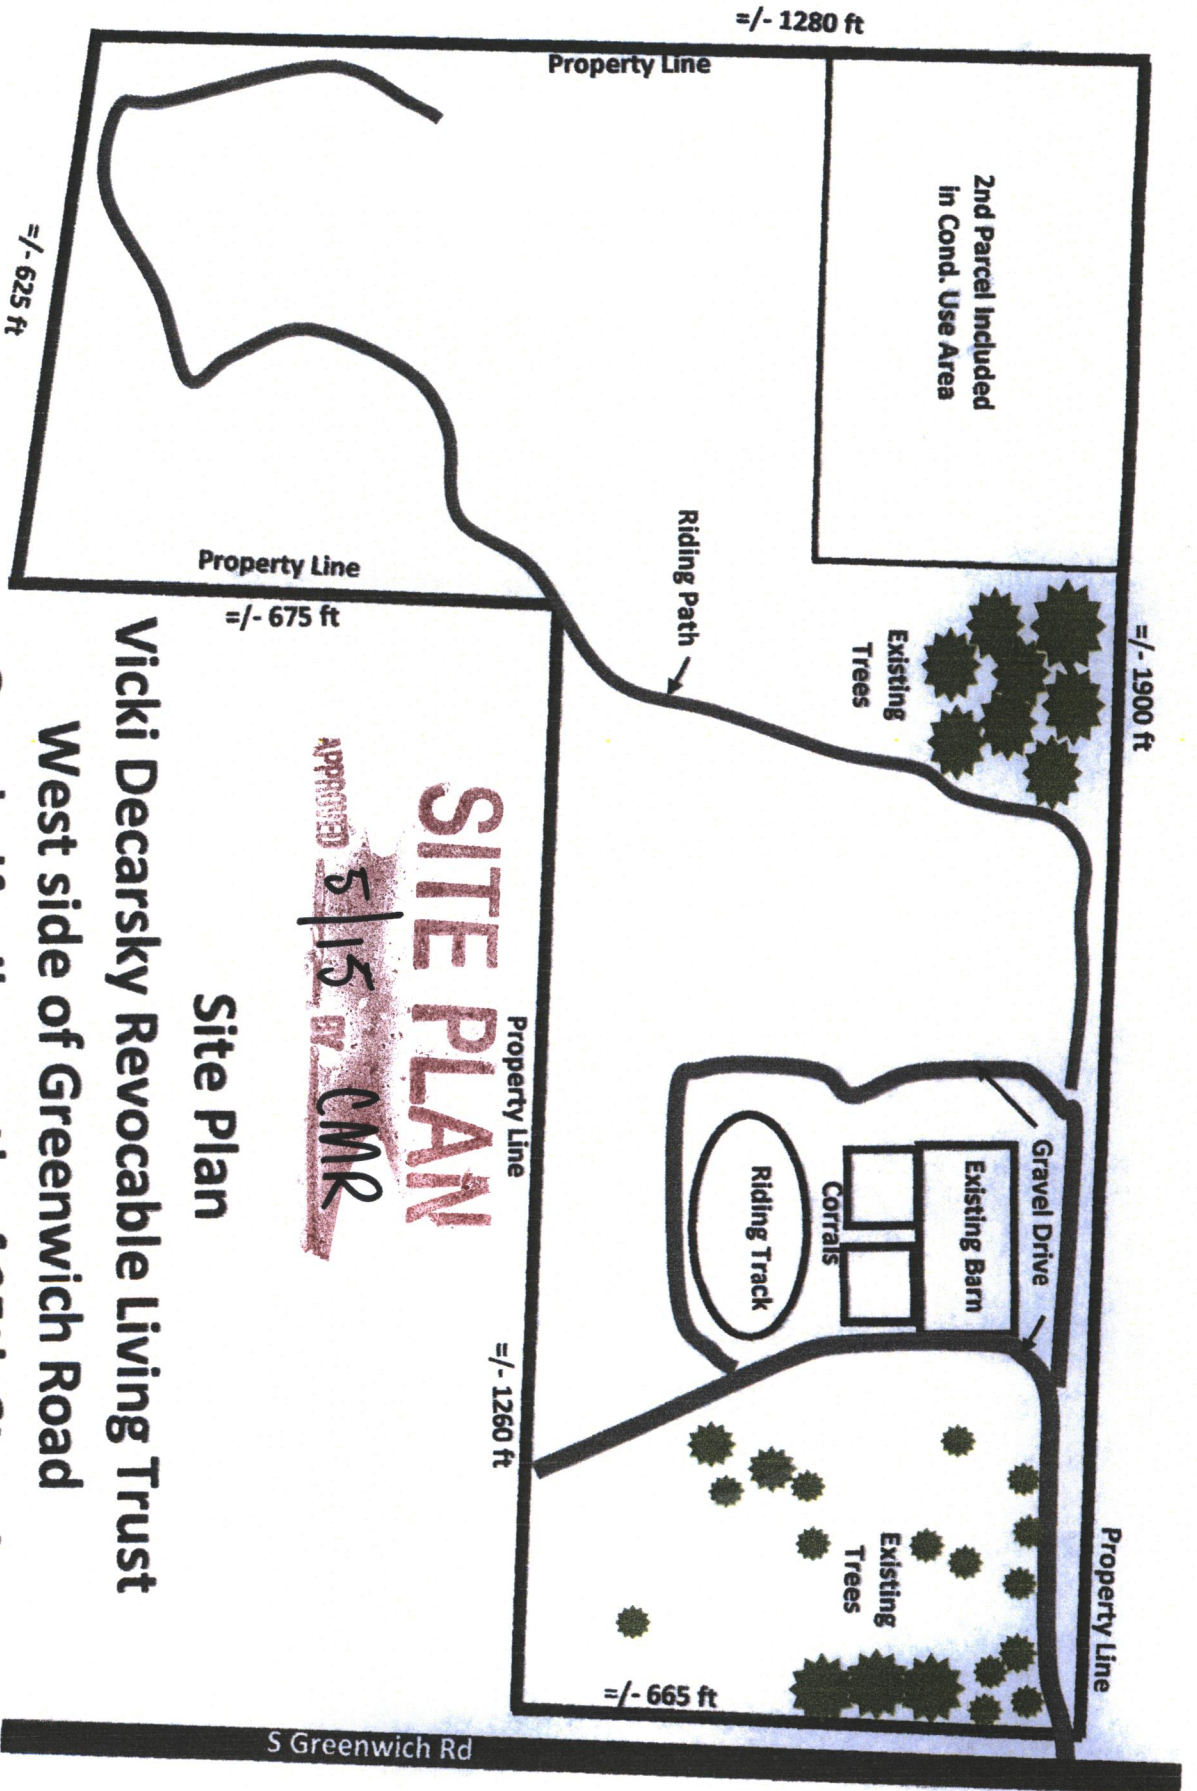 =/- 1280 ft
Property Line
2nd Parcel Included
in Cond. Use Area
=/- 1900 ft
Existing
Trees
Riding Path
=/- 625 ft
Property Line
=/- 675 ft
Gravel Drive
Existing Barn
Corrals
Riding Track
Property Line
Existing
Trees
Property Line
=/- 1260 ft
=/- 665 ft
S Greenwich Rd
SITE PLAN
APPROVED 5/15 BY CMR
Site Plan
Vicki Decarsky Revocable Living Trust
West side of Greenwich Road